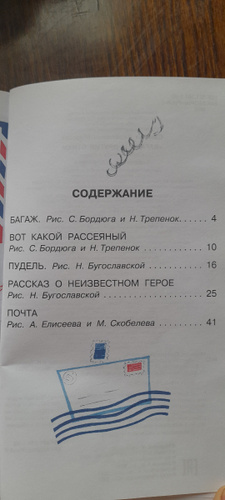 СОДЕРЖАНИЕ
БАГАЖ. Рис. С. Бордюга и Н. Трепенок. ..... 4
ВОТ КАКОЙ РАССЕЯНЫЙ
Рис. С. Бордюга и Н. Трепенок ............ 10
ПУДЕЛЬ. Рис. Н. Бугославской ............ 16
РАССКАЗ О НЕИЗВЕСТНОМ ГЕРОЕ
Рис. Н. Бугославской .................... 25
ПОЧТА
Рис. А. Елисеева и М. Скобелева ......... 41